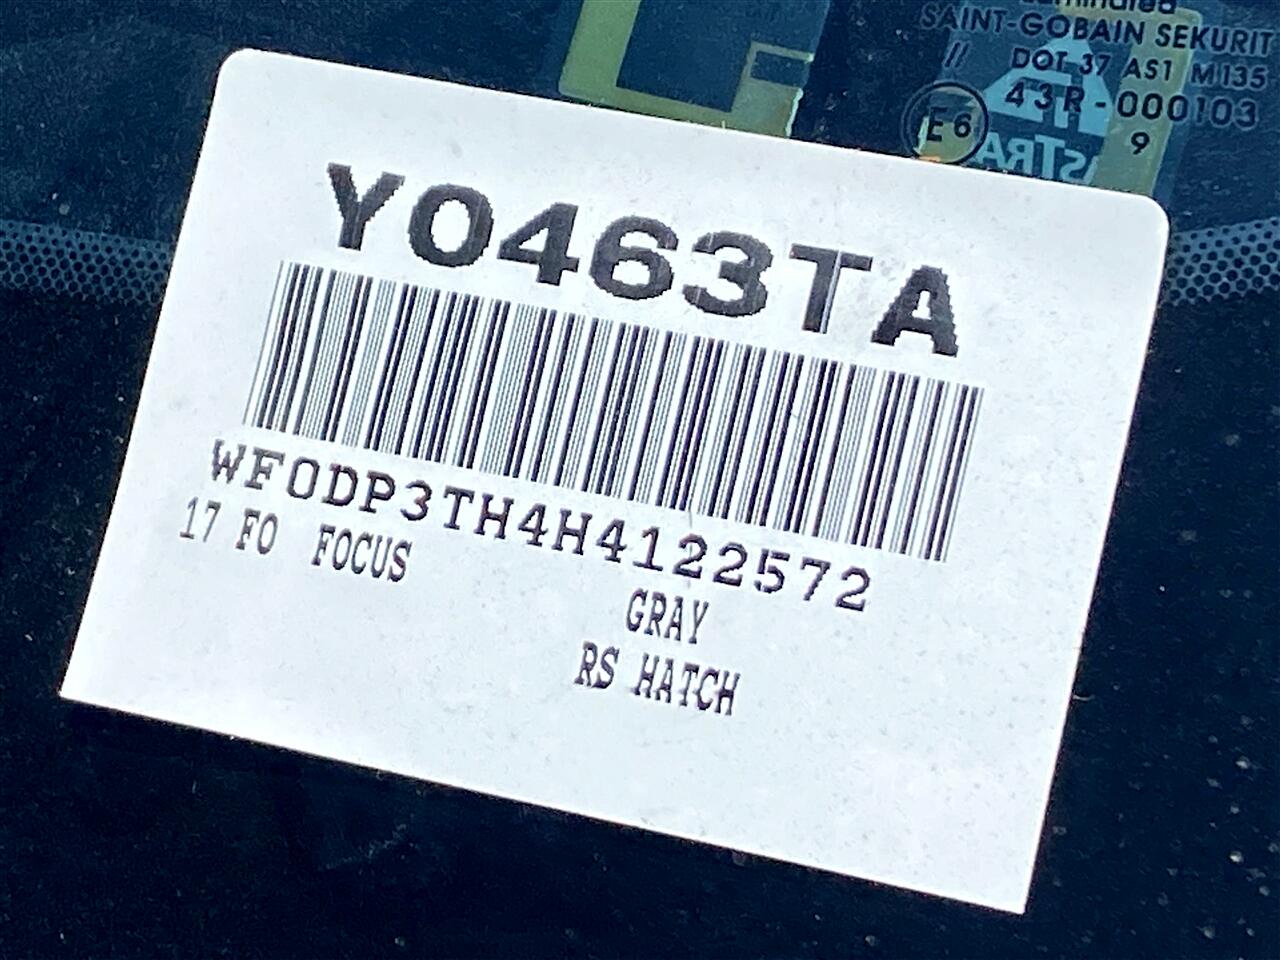 Laminated
SAINT-GOBAIN SEKURIT
// DOT 37 AS1 M135
43R-000103
E6
9
Y0463TA
WF0DP3TH4H4122572
17 FO FOCUS
GRAY
RS HATCH